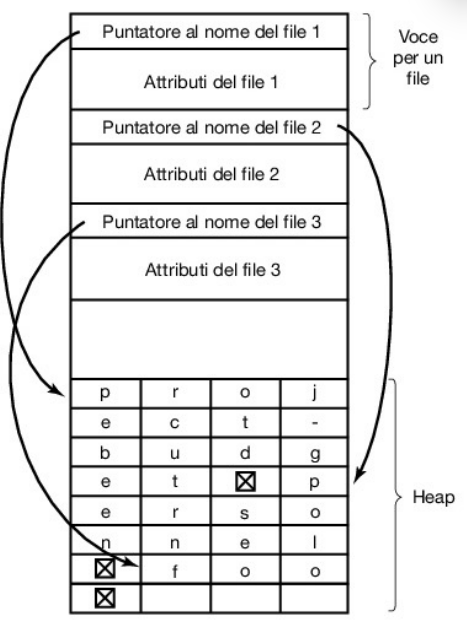 Puntatore al nome del file 1
Attributi del file 1
Voce
per un
file
Puntatore al nome del file 2
Attributi del file 2
Puntatore al nome del file 3
Attributi del file 3
p r o j
e c t -
b u d g
e t ☒ p
e r s o
n n e l
☒ f o o
☒
Heap